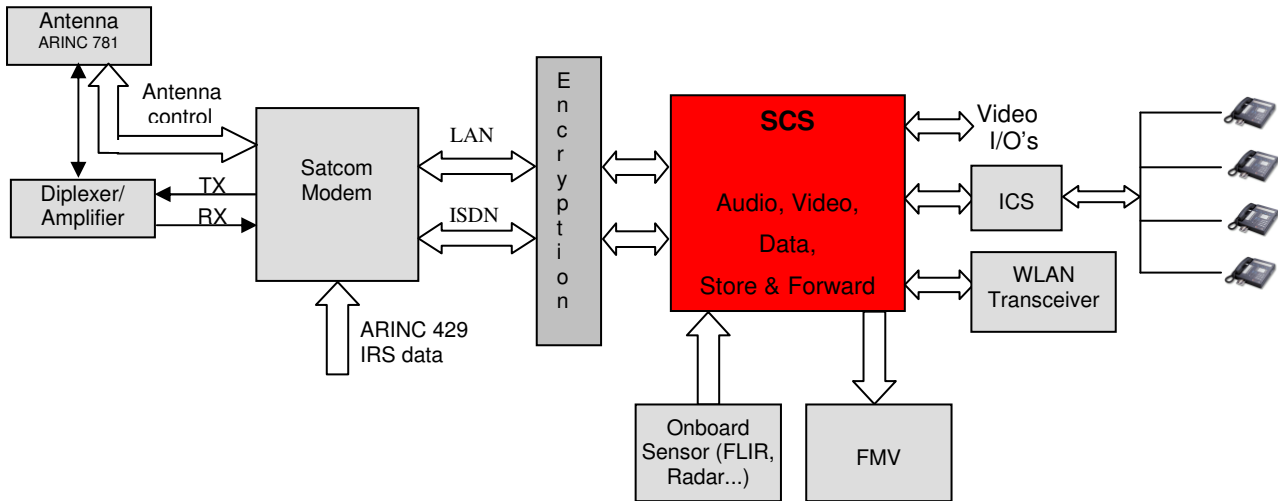 Antenna
ARINC 781
Antenna
control
Diplexer/
Amplifier
TX
RX
Satcom
Modem
ARINC 429
IRS data
LAN
ISDN
Encryption
SCS
Audio, Video,
Data,
Store & Forward
Video
I/O's
ICS
WLAN
Transceiver
Onboard
Sensor (FLIR,
Radar...)
FMV